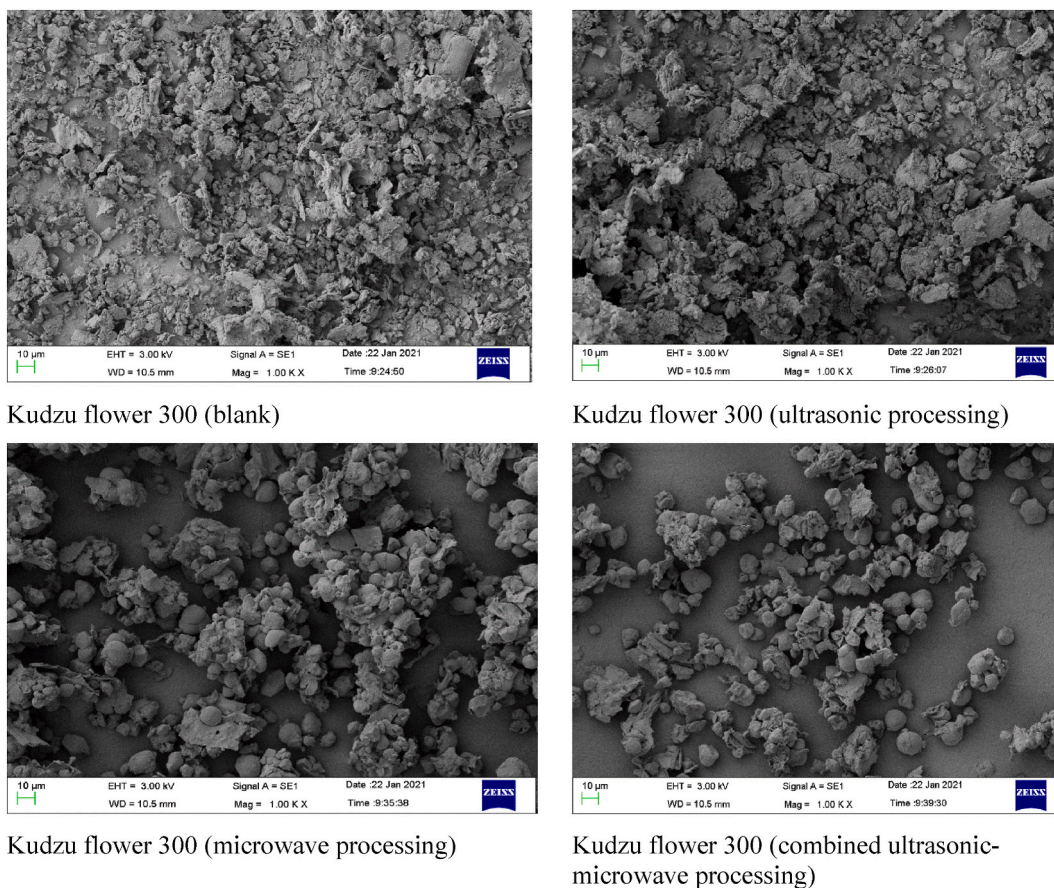 10 µm
EHT = 3.00 kV
Signal A = SE1
Date :22 Jan 2021
WD = 10.5 mm
Mag = 1.00 K X
Time :9:24:50
ZEISS
10 µm
EHT = 3.00 kV
Signal A = SE1
Date :22 Jan 2021
WD = 10.5 mm
Mag = 1.00 K X
Time :9:26:07
ZEISS
Kudzu flower 300 (blank)
Kudzu flower 300 (ultrasonic processing)
10 µm
EHT = 3.00 kV
Signal A = SE1
Date :22 Jan 2021
WD = 10.5 mm
Mag = 1.00 K X
Time :9:35:38
ZEISS
10 µm
EHT = 3.00 kV
Signal A = SE1
Date :22 Jan 2021
WD = 10.5 mm
Mag = 1.00 K X
Time :9:39:30
ZEISS
Kudzu flower 300 (microwave processing)
Kudzu flower 300 (combined ultrasonic-
microwave processing)